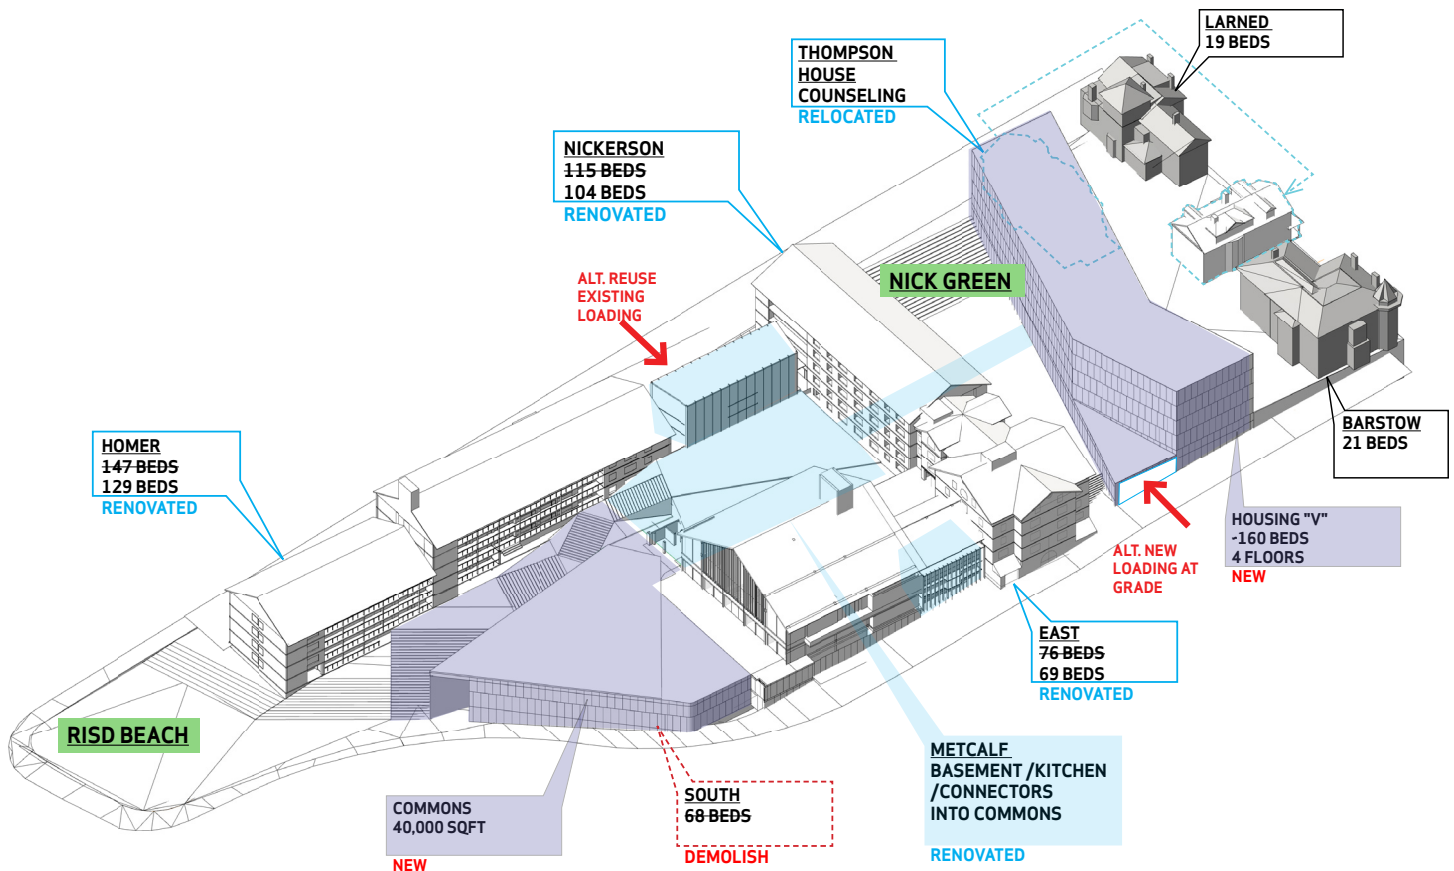 LARNED
19 BEDS
THOMPSON
HOUSE
COUNSELING
RELOCATED
NICKERSON
115 BEDS
104 BEDS
RENOVATED
ALT. REUSE
EXISTING
LOADING
NICK GREEN
HOMER
147 BEDS
129 BEDS
RENOVATED
BARSTOW
21 BEDS
HOUSING "V"
~160 BEDS
4 FLOORS
NEW
ALT. NEW
LOADING AT
GRADE
EAST
76 BEDS
69 BEDS
RENOVATED
RISD BEACH
METCALF
BASEMENT /KITCHEN
/CONNECTORS
INTO COMMONS
RENOVATED
SOUTH
68 BEDS
DEMOLISH
COMMONS
40,000 SQFT
NEW